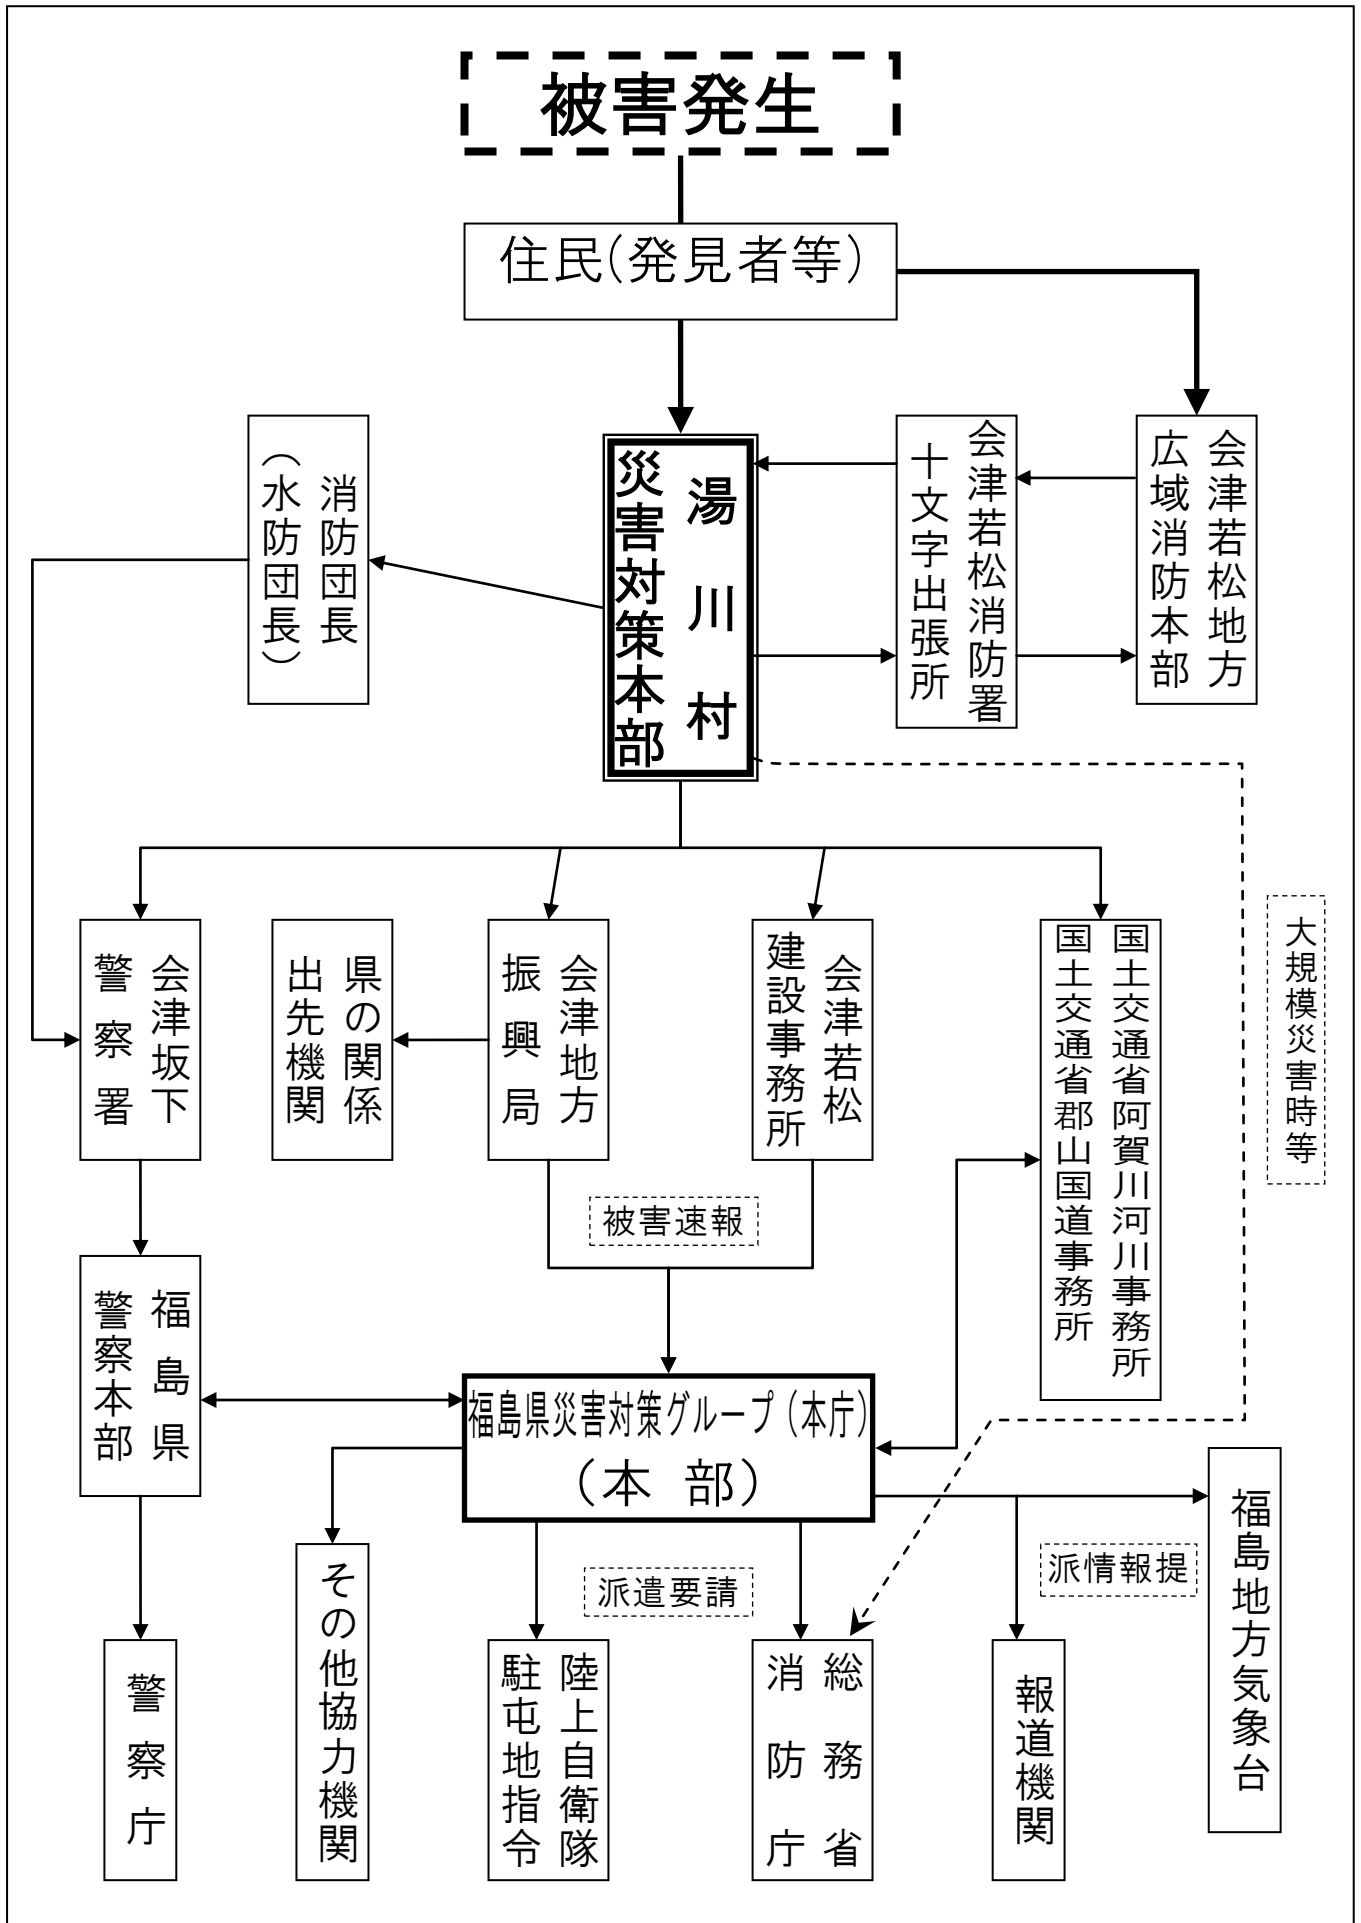 被害発生
住民(発見者等)
消防団長
(水防団長)
湯川村
災害対策本部
会津若松消防署
十文字出張所
会津若松地方
広域消防本部
会津坂下
警察署
県の関係
出先機関
会津地方
振興局
会津若松
建設事務所
国土交通省阿賀川河川事務所
国土交通省郡山国道事務所
大規模災害時等
被害速報
福島県
警察本部
福島県災害対策グループ(本庁)
(本 部)
派遣要請
派情報提
福島地方気象台
警察庁
その他協力機関
陸上自衛隊
駐屯地指令
総務省
消防庁
報道機関